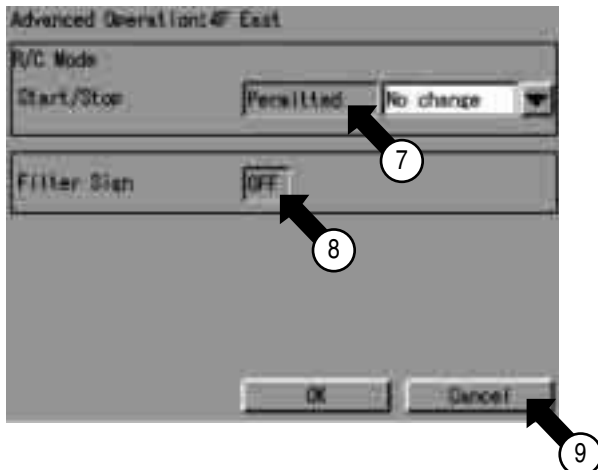 Advanced Operation:4F East
R/C Mode
Start/Stop Permitted No change
7
Filter Sign OFF
8
OK Cancel
9